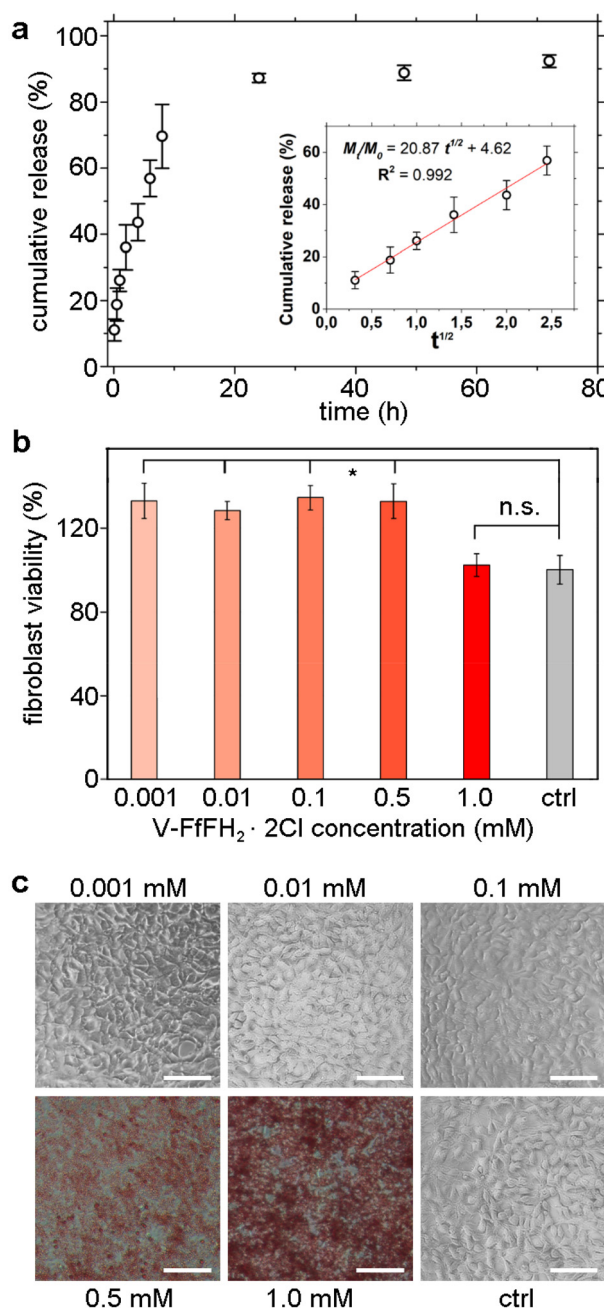 a
100
80
60
40
20
0
cumulative release (%)
0 20 40 60 80
time (h)
Mt/M0 = 20.87 t^1/2 + 4.62
R² = 0.992
60
40
20
0
Cumulative release (%)
0,0 0,5 1,0 1,5 2,0 2,5
t^1/2
b
120
80
40
0
fibroblast viability (%)
*
n.s.
0.001 0.01 0.1 0.5 1.0 ctrl
V-FfFH₂ · 2Cl concentration (mM)
c
0.001 mM 0.01 mM 0.1 mM
0.5 mM 1.0 mM ctrl